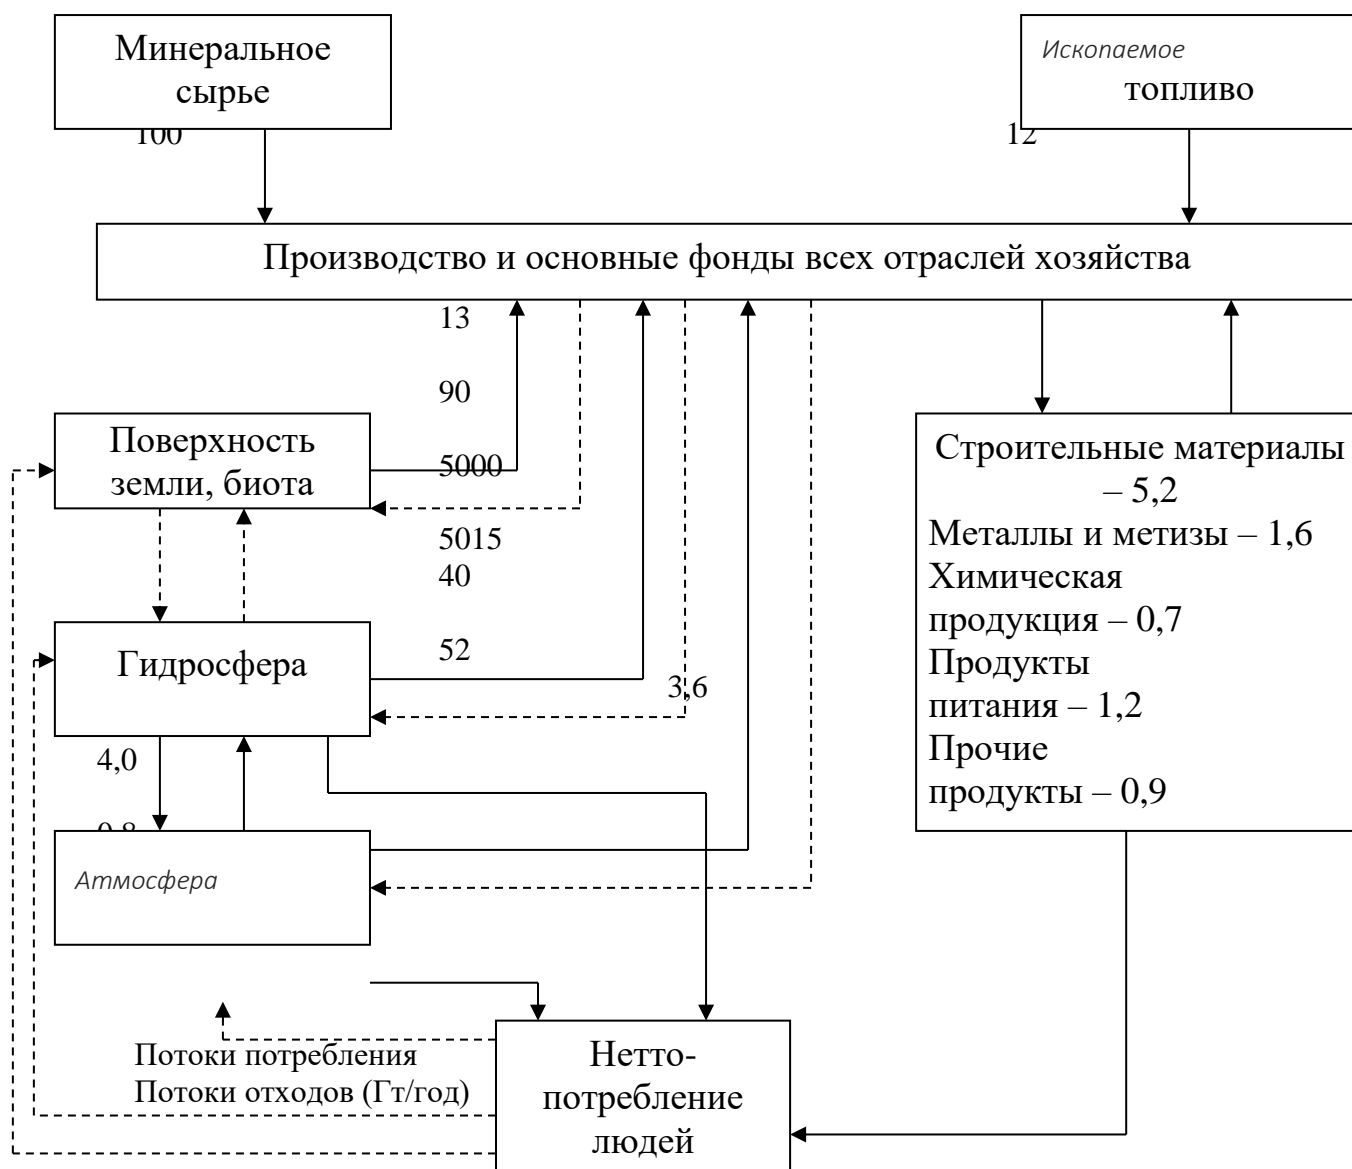 Минеральное
сырье
Ископаемое
топливо
100
12
Производство и основные фонды всех отраслей хозяйства
13
90
Поверхность
земли, биота
5000
5015
40
Строительные материалы
– 5,2
Металлы и метизы – 1,6
Химическая
продукция – 0,7
Продукты
питания – 1,2
Прочие
продукты – 0,9
Гидросфера
52
3,6
4,0
0,8
Атмосфера
Потоки потребления
Потоки отходов (Гт/год)
Нетто-
потребление
людей